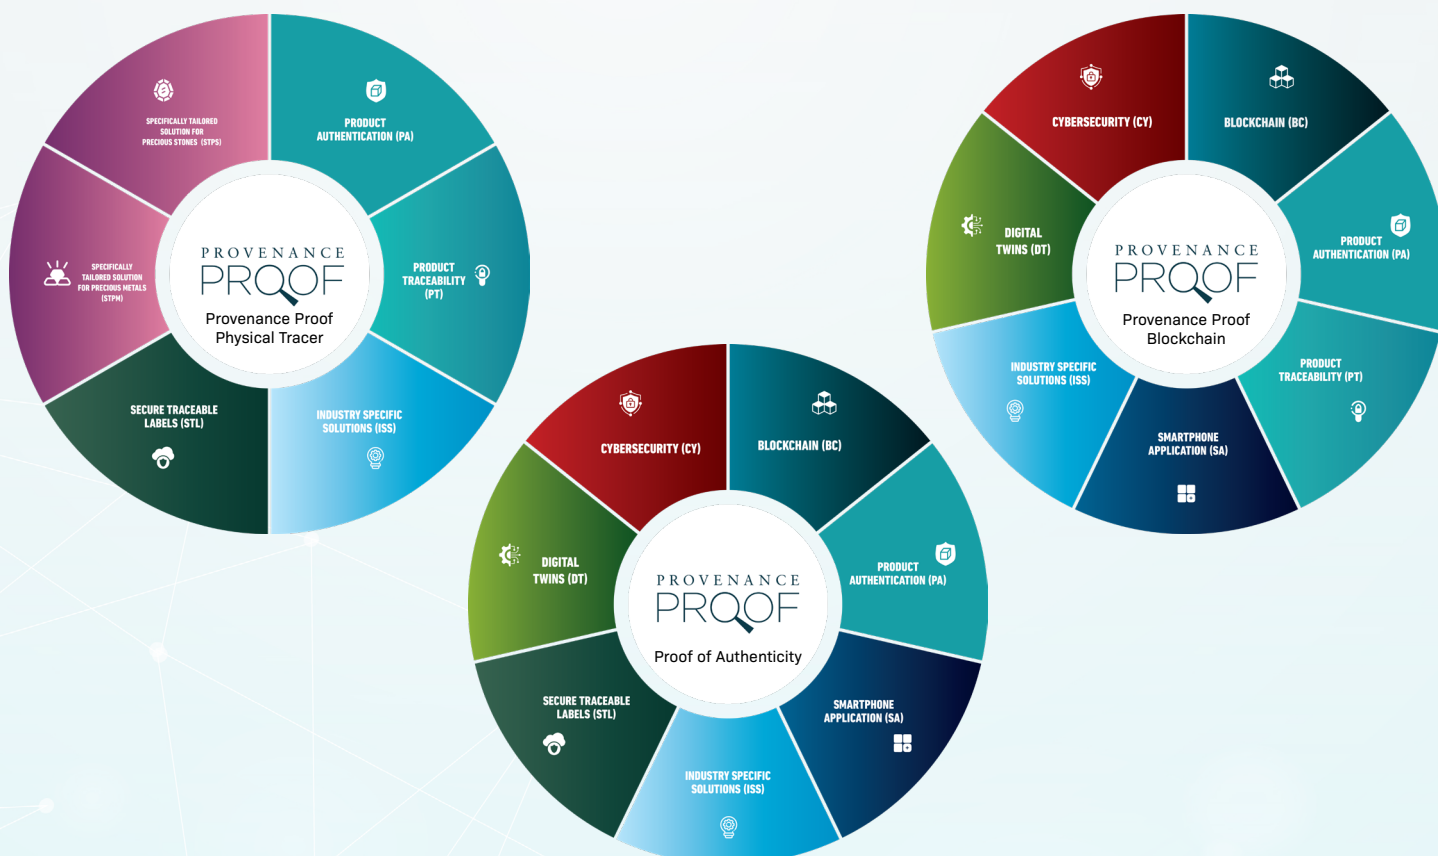 SPECIFICALLY TAILORED
SOLUTION FOR
PRECIOUS STONES (STPS)
PRODUCT
AUTHENTICATION (PA)
SPECIFICALLY
TAILORED SOLUTION
FOR PRECIOUS METALS
(STPM)
PROVENANCE
PROOF
Provenance Proof
Physical Tracer
PRODUCT
TRACEABILITY
(PT)
SECURE TRACEABLE
LABELS (STL)
INDUSTRY SPECIFIC
SOLUTIONS (ISS)
CYBERSECURITY (CY)
BLOCKCHAIN (BC)
DIGITAL
TWINS (DT)
PROVENANCE
PROOF
Provenance Proof
Blockchain
PRODUCT
AUTHENTICATION (PA)
INDUSTRY SPECIFIC
SOLUTIONS (ISS)
PRODUCT
TRACEABILITY (PT)
SMARTPHONE
APPLICATION (SA)
CYBERSECURITY (CY)
BLOCKCHAIN (BC)
DIGITAL
TWINS (DT)
PROVENANCE
PROOF
Proof of Authenticity
PRODUCT
AUTHENTICATION (PA)
SECURE TRACEABLE
LABELS (STL)
SMARTPHONE
APPLICATION (SA)
INDUSTRY SPECIFIC
SOLUTIONS (ISS)